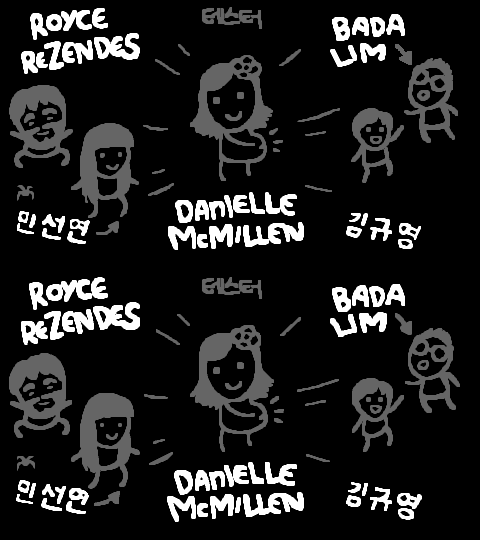 테스터
ROYCE
REZENDES
BADA
LIM
민선연
DANIELLE
McMILLEN
김규영
테스터
ROYCE
REZENDES
BADA
LIM
민선연
DANIELLE
McMILLEN
김규영